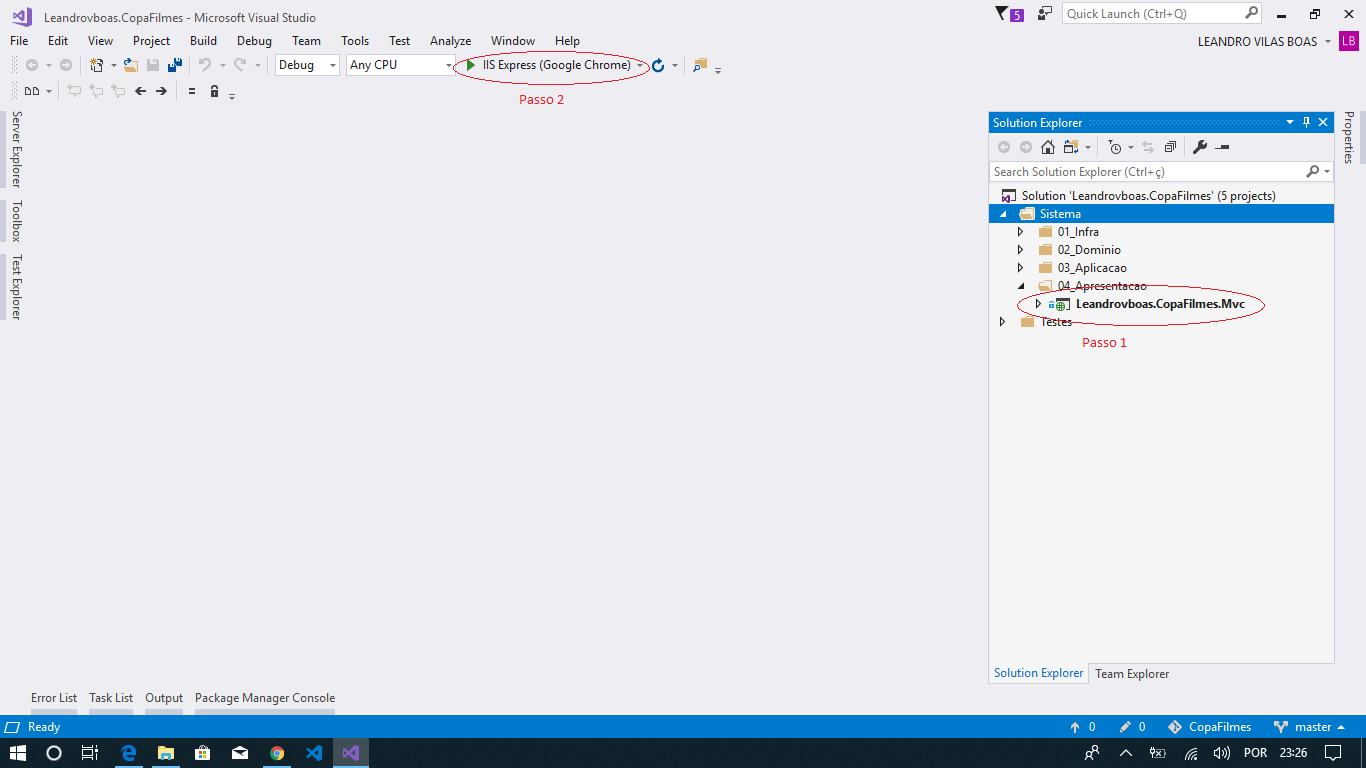 Leandrovboas.CopaFilmes - Microsoft Visual Studio
5
Quick Launch (Ctrl+Q)
File Edit View Project Build Debug Team Tools Test Analyze Window Help
LEANDRO VILAS BOAS
LB
Debug
Any CPU
IIS Express (Google Chrome)
Passo 2
Server Explorer
Toolbox
Test Explorer
Solution Explorer
Search Solution Explorer (Ctrl+ç)
Solution 'Leandrovboas.CopaFilmes' (5 projects)
Sistema
01_Infra
02_Dominio
03_Aplicacao
04_Apresentacao
Leandrovboas.CopaFilmes.Mvc
Testes
Passo 1
Properties
Solution Explorer Team Explorer
Error List Task List Output Package Manager Console
Ready
0
0
CopaFilmes
master
POR
23:26